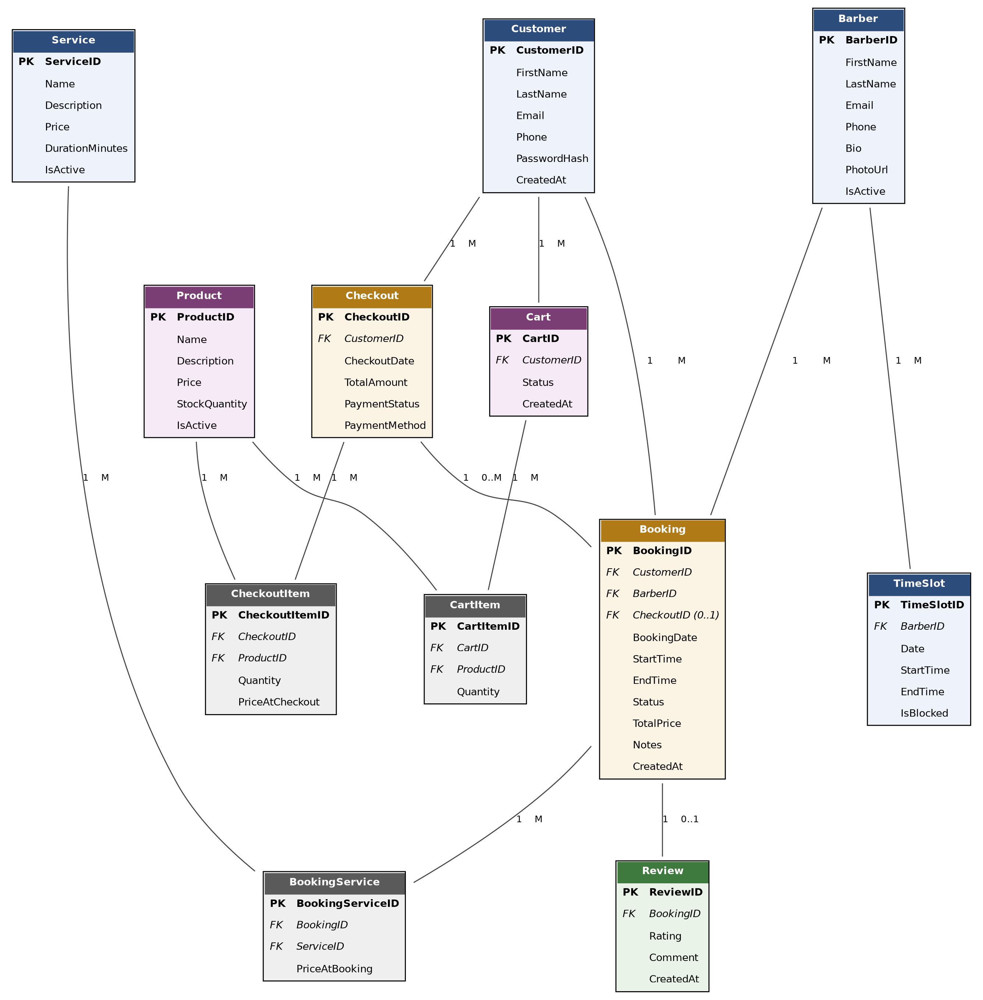 Service
PK ServiceID
Name
Description
Price
DurationMinutes
IsActive
Customer
PK CustomerID
FirstName
LastName
Email
Phone
PasswordHash
CreatedAt
Barber
PK BarberID
FirstName
LastName
Email
Phone
Bio
PhotoUrl
IsActive
1 M
1 M
Product
PK ProductID
Name
Description
Price
StockQuantity
IsActive
Checkout
PK CheckoutID
FK CustomerID
CheckoutDate
TotalAmount
PaymentStatus
PaymentMethod
Cart
PK CartID
FK CustomerID
Status
CreatedAt
1 M
1 M
1 M
1 M
1 M
1 M
1 M
1 0..M
1 M
CheckoutItem
PK CheckoutItemID
FK CheckoutID
FK ProductID
Quantity
PriceAtCheckout
CartItem
PK CartItemID
FK CartID
FK ProductID
Quantity
Booking
PK BookingID
FK CustomerID
FK BarberID
FK CheckoutID (0..1)
BookingDate
StartTime
EndTime
Status
TotalPrice
Notes
CreatedAt
TimeSlot
PK TimeSlotID
FK BarberID
Date
StartTime
EndTime
IsBlocked
1 M
1 0..1
BookingService
PK BookingServiceID
FK BookingID
FK ServiceID
PriceAtBooking
Review
PK ReviewID
FK BookingID
Rating
Comment
CreatedAt